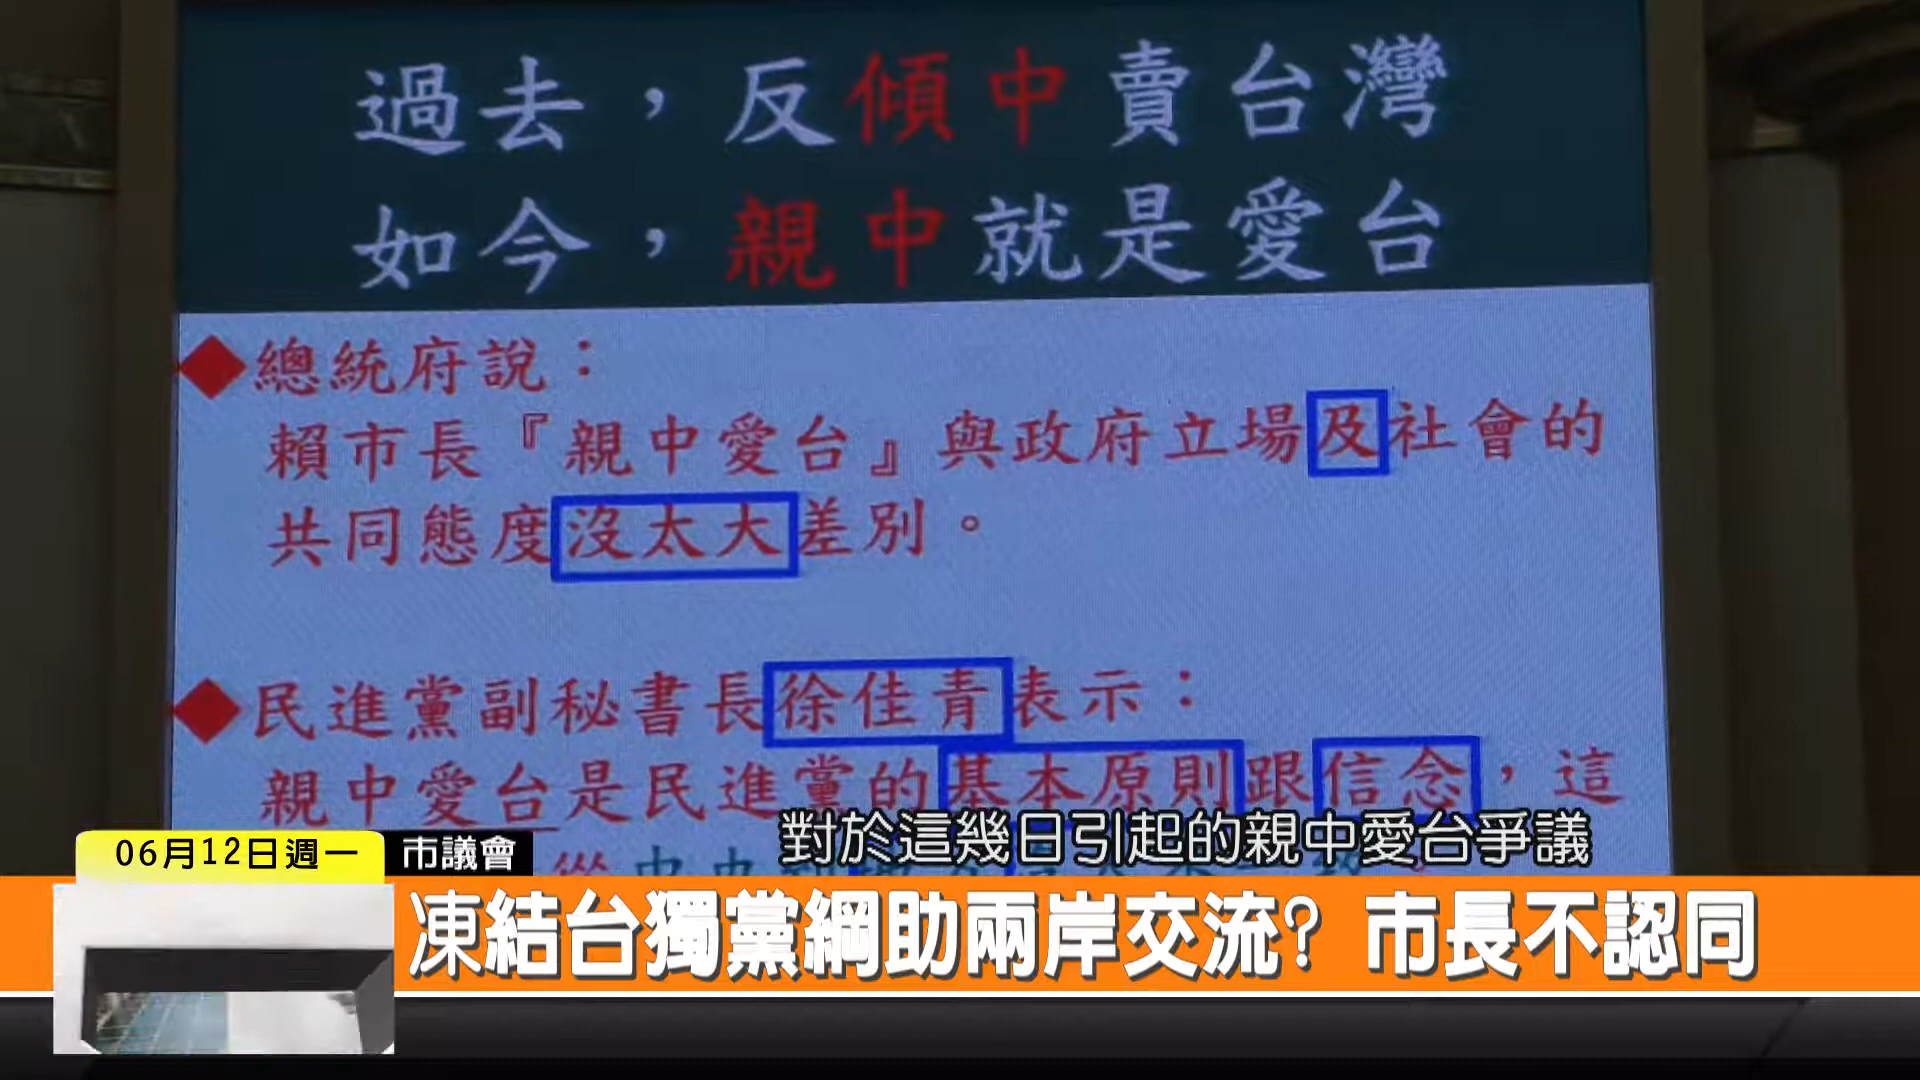 過去，反傾中賣台灣
如今，親中就是愛台
◆總統府說：
賴市長『親中愛台』與政府立場及社會的
共同態度沒太大差別。
◆民進黨副秘書長徐佳青表示：
親中愛台是民進黨的基本原則跟信念，這
對於這幾日引起的親中愛台爭議
06月12日週一
市議會
凍結台獨黨綱助兩岸交流? 市長不認同